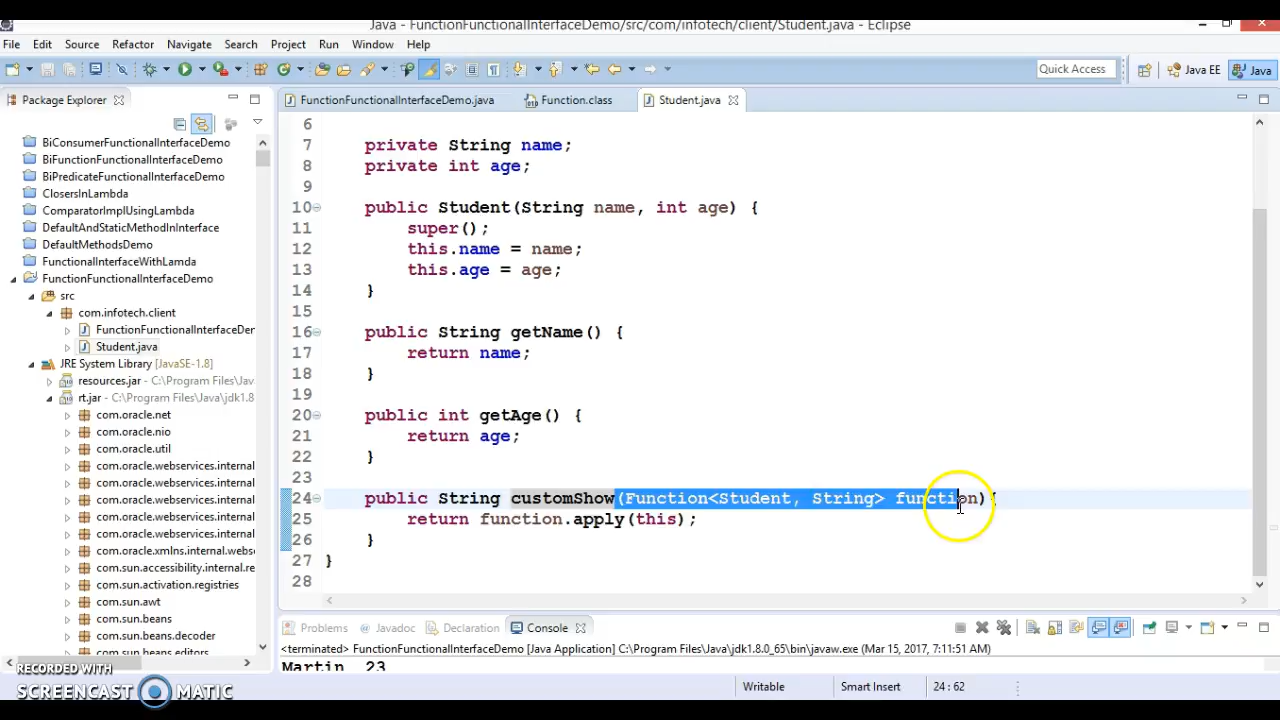 Java - FunctionFunctionalInterfaceDemo/src/com/infotech/client/Student.java - Eclipse
File Edit Source Refactor Navigate Search Project Run Window Help
Quick Access Java EE Java
Package Explorer
BiConsumerFunctionalInterfaceDemo
BiFunctionFunctionalInterfaceDemo
BiPredicateFunctionalInterfaceDemo
ClosersInLambda
ComparatorImplUsingLambda
DefaultAndStaticMethodInInterface
DefaultMethodsDemo
FunctionalInterfaceWithLamda
FunctionFunctionalInterfaceDemo
src
com.infotech.client
FunctionFunctionalInterfaceDer
Student.java
JRE System Library [JavaSE-1.8]
resources.jar - C:\Program Files\Jav
rt.jar - C:\Program Files\Java\jdk1.8
com.oracle.net
com.oracle.nio
com.oracle.util
com.oracle.webservices.internal
com.oracle.webservices.internal
com.oracle.webservices.internal
com.oracle.webservices.internal
com.oracle.webservices.internal
com.oracle.xmlns.internal.webse
com.sun.accessibility.internal.re
com.sun.activation.registries
com.sun.awt
com.sun.beans
com.sun.beans.decoder
com.sun.beans.editors
FunctionFunctionalInterfaceDemo.java Function.class Student.java
6
7 private String name;
8 private int age;
9
10 public Student(String name, int age) {
11 super();
12 this.name = name;
13 this.age = age;
14 }
15
16 public String getName() {
17 return name;
18 }
19
20 public int getAge() {
21 return age;
22 }
23
24 public String customShow(Function<Student, String> function){
25 return function.apply(this);
26 }
27 }
28
Problems Javadoc Declaration Console
<terminated> FunctionFunctionalInterfaceDemo [Java Application] C:\Program Files\Java\jdk1.8.0_65\bin\javaw.exe (Mar 15, 2017, 7:11:51 AM)
Martin 23
Writable Smart Insert 24 : 62
RECORDED WITH
SCREENCAST MATIC